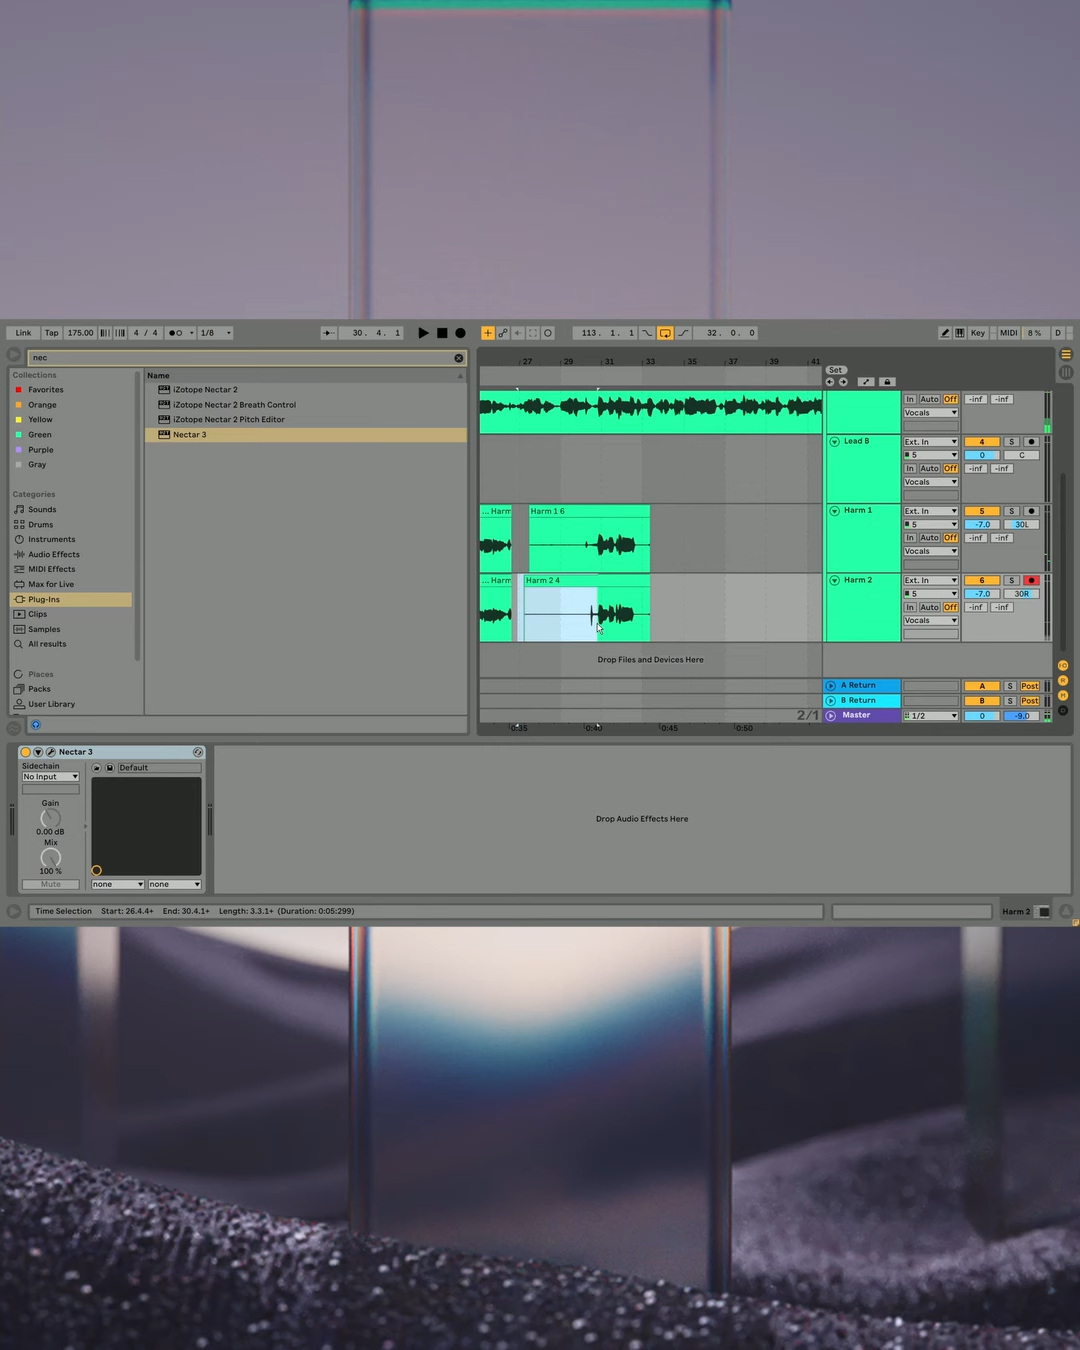 Link Tap 175.00 4 / 4 1/8 30. 4. 1 113. 1. 1 32. 0. 0 Key MIDI 8 % D
nec
Collections
Favorites
Orange
Yellow
Green
Purple
Gray
Categories
Sounds
Drums
Instruments
Audio Effects
MIDI Effects
Max for Live
Plug-Ins
Clips
Samples
All results
Places
Packs
User Library
Name
iZotope Nectar 2
iZotope Nectar 2 Breath Control
iZotope Nectar 2 Pitch Editor
Nectar 3
27 29 31 33 35 37 39 41
Set
In Auto Off -inf -inf
Vocals
Lead B Ext. In 4 S
5 0 C
In Auto Off -inf -inf
Vocals
... Harm Harm 1 6 Harm 1 Ext. In 5 S
5 -7.0 30L
In Auto Off -inf -inf
Vocals
... Harm Harm 2 4 Harm 2 Ext. In 6 S
5 -7.0 30R
In Auto Off -inf -inf
Vocals
Drop Files and Devices Here
A Return A S Post
B Return B S Post
2/1 Master 1/2 0 -9.0
0:35 0:40 0:45 0:50
Nectar 3
Sidechain
No Input
Gain
0.00 dB
Mix
100 %
Mute
Default
none none
Drop Audio Effects Here
Time Selection Start: 26.4.4+ End: 30.4.1+ Length: 3.3.1+ (Duration: 0:05:299)
Harm 2